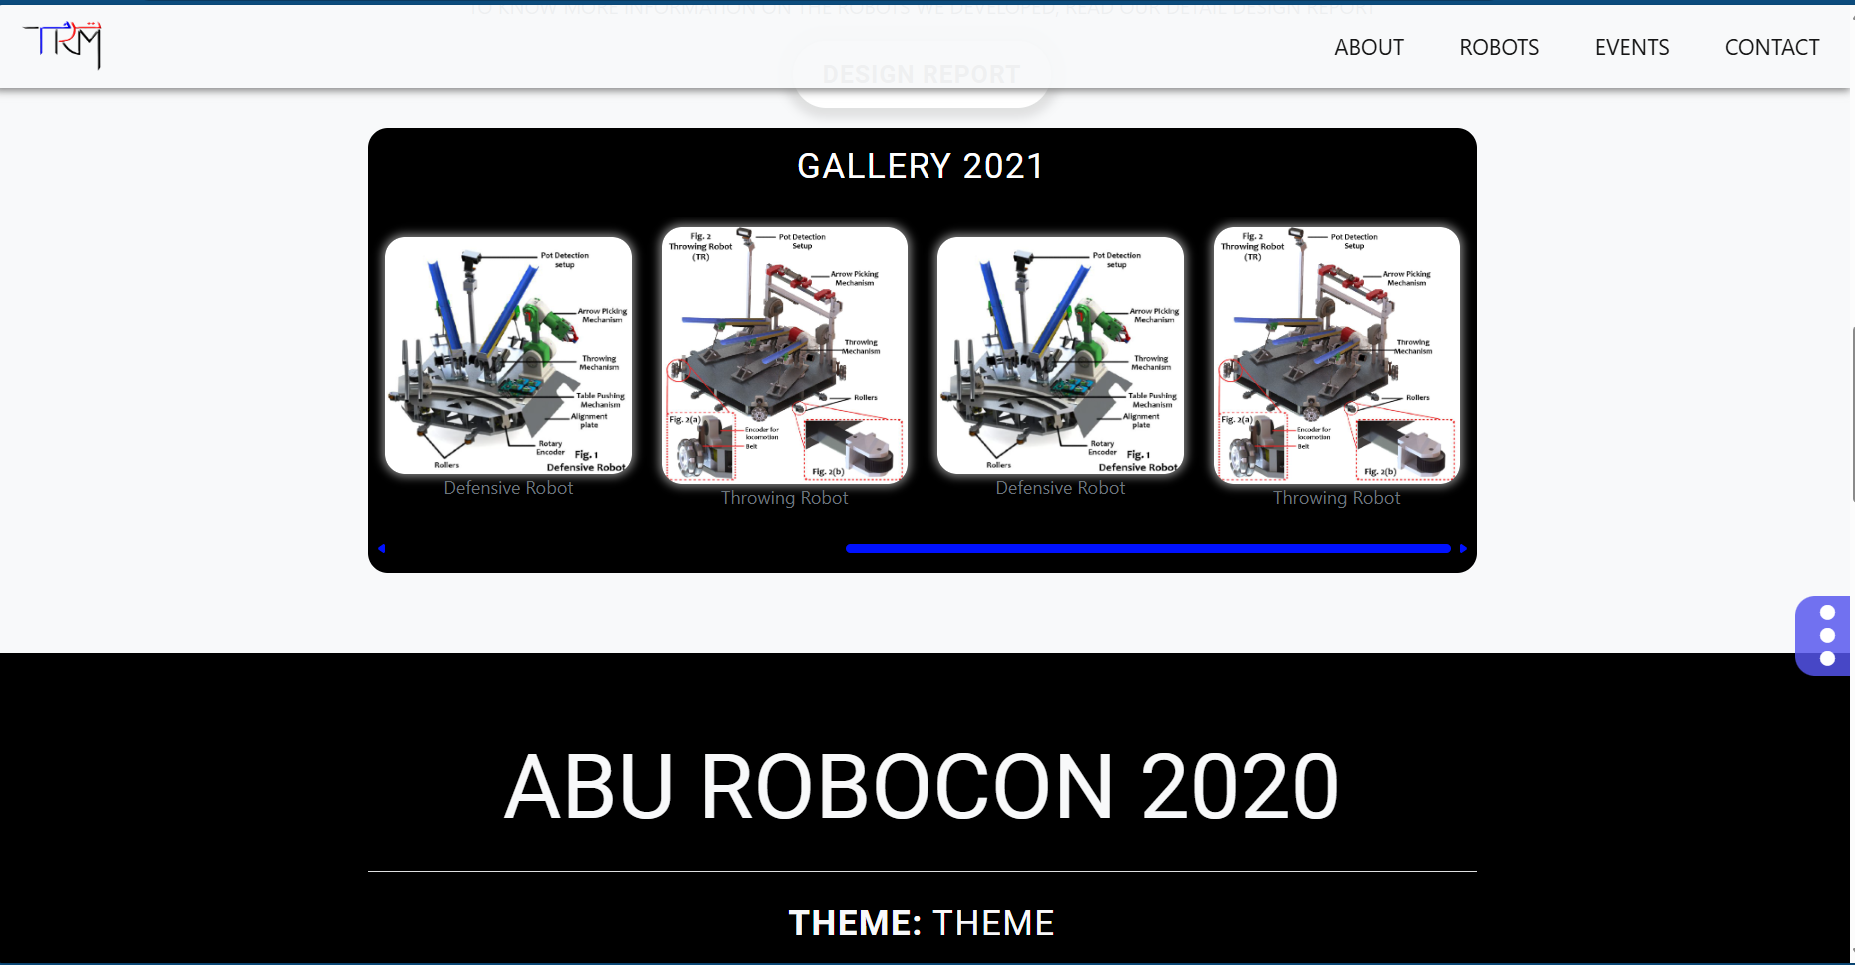 TO KNOW MORE INFORMATION ON THE ROBOTS WE DEVELOPED, READ OUR DETAIL DESIGN REPORT
TRM
ABOUT ROBOTS EVENTS CONTACT
DESIGN REPORT
GALLERY 2021
Pot Detection
setup
Arrow Picking
Mechanism
Throwing
Mechanism
Table Pushing
Mechanism
Alignment
plate
Rotary
Encoder
Rollers
Fig. 1
Defensive Robot
Defensive Robot
Fig. 2
Throwing Robot
(TR)
Pot Detection
Setup
Arrow Picking
Mechanism
Throwing
Mechanism
Rollers
Fig. 2(a)
Encoder for
locomotion
Belt
Fig. 2(b)
Throwing Robot
Pot Detection
setup
Arrow Picking
Mechanism
Throwing
Mechanism
Table Pushing
Mechanism
Alignment
plate
Rotary
Encoder
Rollers
Fig. 1
Defensive Robot
Defensive Robot
Fig. 2
Throwing Robot
(TR)
Pot Detection
Setup
Arrow Picking
Mechanism
Throwing
Mechanism
Rollers
Fig. 2(a)
Encoder for
locomotion
Belt
Fig. 2(b)
Throwing Robot
ABU ROBOCON 2020
THEME: THEME